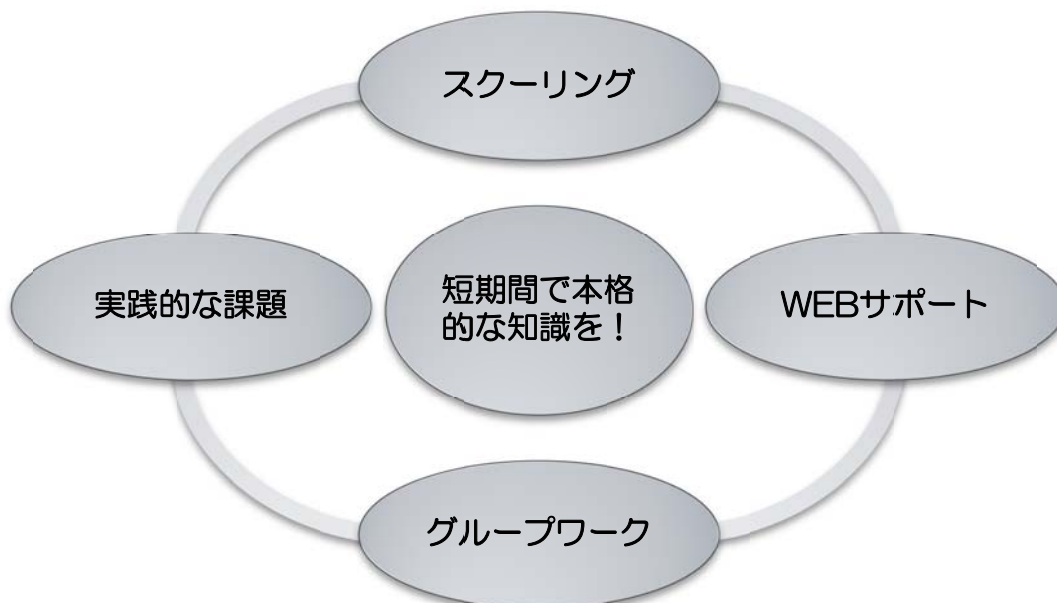 スクーリング
実践的な課題
短期間で本格
的な知識を！
WEBサポート
グループワーク